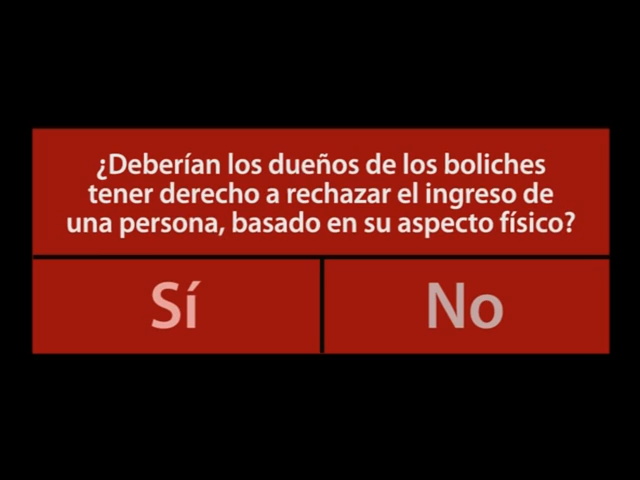 ¿Deberían los dueños de los boliches
tener derecho a rechazar el ingreso de
una persona, basado en su aspecto físico?
Sí
No